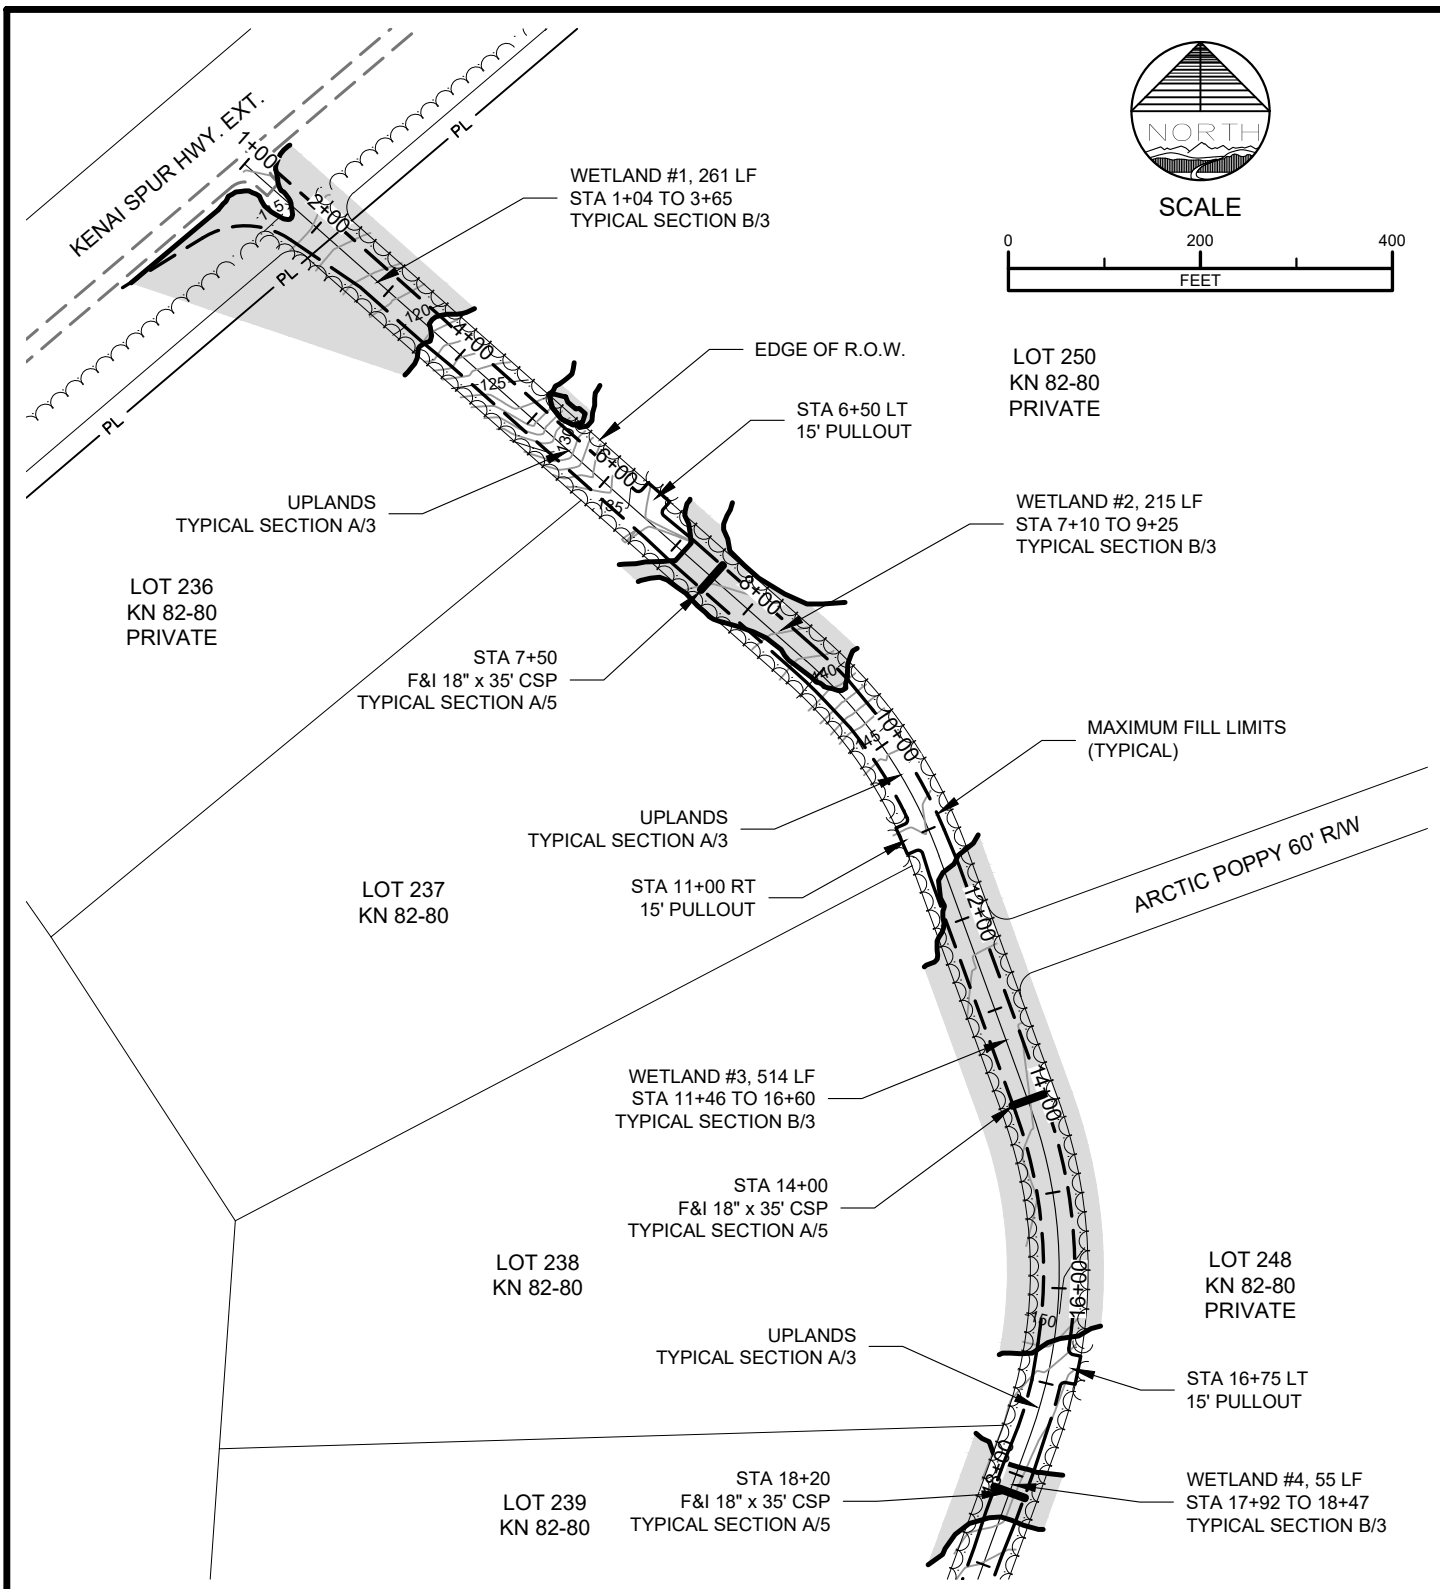 NORTH
SCALE
0 200 400
FEET
KENAI SPUR HWY. EXT.
PL
PL
PL
1+00
2+00
115
WETLAND #1, 261 LF
STA 1+04 TO 3+65
TYPICAL SECTION B/3
120
4+00
125
EDGE OF R.O.W.
LOT 250
KN 82-80
PRIVATE
STA 6+50 LT
15' PULLOUT
130
6+00
135
UPLANDS
TYPICAL SECTION A/3
WETLAND #2, 215 LF
STA 7+10 TO 9+25
TYPICAL SECTION B/3
LOT 236
KN 82-80
PRIVATE
8+00
STA 7+50
F&I 18" x 35' CSP
TYPICAL SECTION A/5
140
10+00
145
MAXIMUM FILL LIMITS
(TYPICAL)
UPLANDS
TYPICAL SECTION A/3
ARCTIC POPPY 60' R/W
LOT 237
KN 82-80
STA 11+00 RT
15' PULLOUT
12+00
WETLAND #3, 514 LF
STA 11+46 TO 16+60
TYPICAL SECTION B/3
14+00
STA 14+00
F&I 18" x 35' CSP
TYPICAL SECTION A/5
LOT 238
KN 82-80
LOT 248
KN 82-80
PRIVATE
16+00
150
UPLANDS
TYPICAL SECTION A/3
STA 16+75 LT
15' PULLOUT
18+00
STA 18+20
F&I 18" x 35' CSP
TYPICAL SECTION A/5
LOT 239
KN 82-80
WETLAND #4, 55 LF
STA 17+92 TO 18+47
TYPICAL SECTION B/3